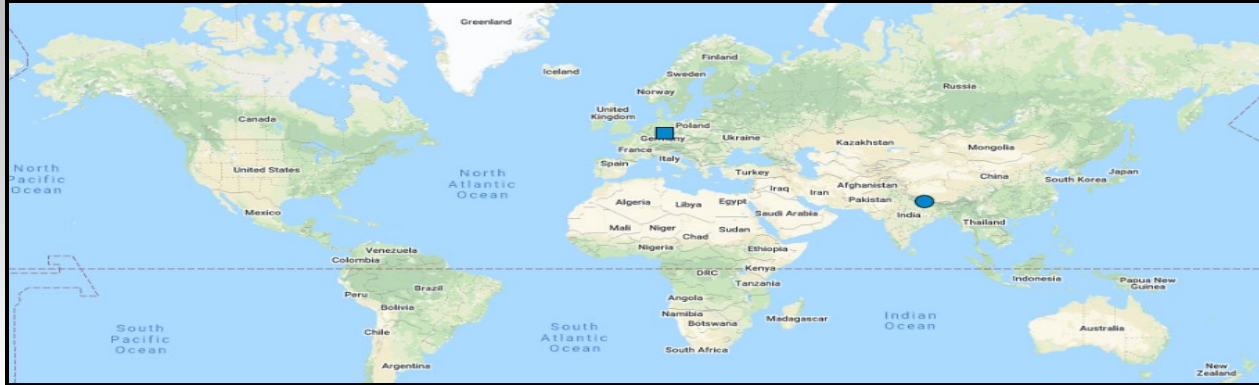 Greenland
Iceland
Finland
Sweden
Norway
Russia
Canada
United
Kingdom
Poland
Germany
Ukraine
Kazakhstan
Mongolia
France
Italy
Spain
Turkey
North
Pacific
Ocean
United States
North
Atlantic
Ocean
China
Japan
South Korea
Iraq
Iran
Afghanistan
Pakistan
Algeria
Libya
Egypt
Saudi Arabia
India
Mexico
Mali
Niger
Chad
Sudan
Thailand
Nigeria
Ethiopia
Venezuela
Colombia
DRC
Kenya
Tanzania
Indonesia
Papua New
Guinea
Peru
Brazil
Bolivia
Angola
Namibia
Botswana
Madagascar
Indian
Ocean
South
Pacific
Ocean
Chile
South
Atlantic
Ocean
Australia
South Africa
Argentina
New
Zealand